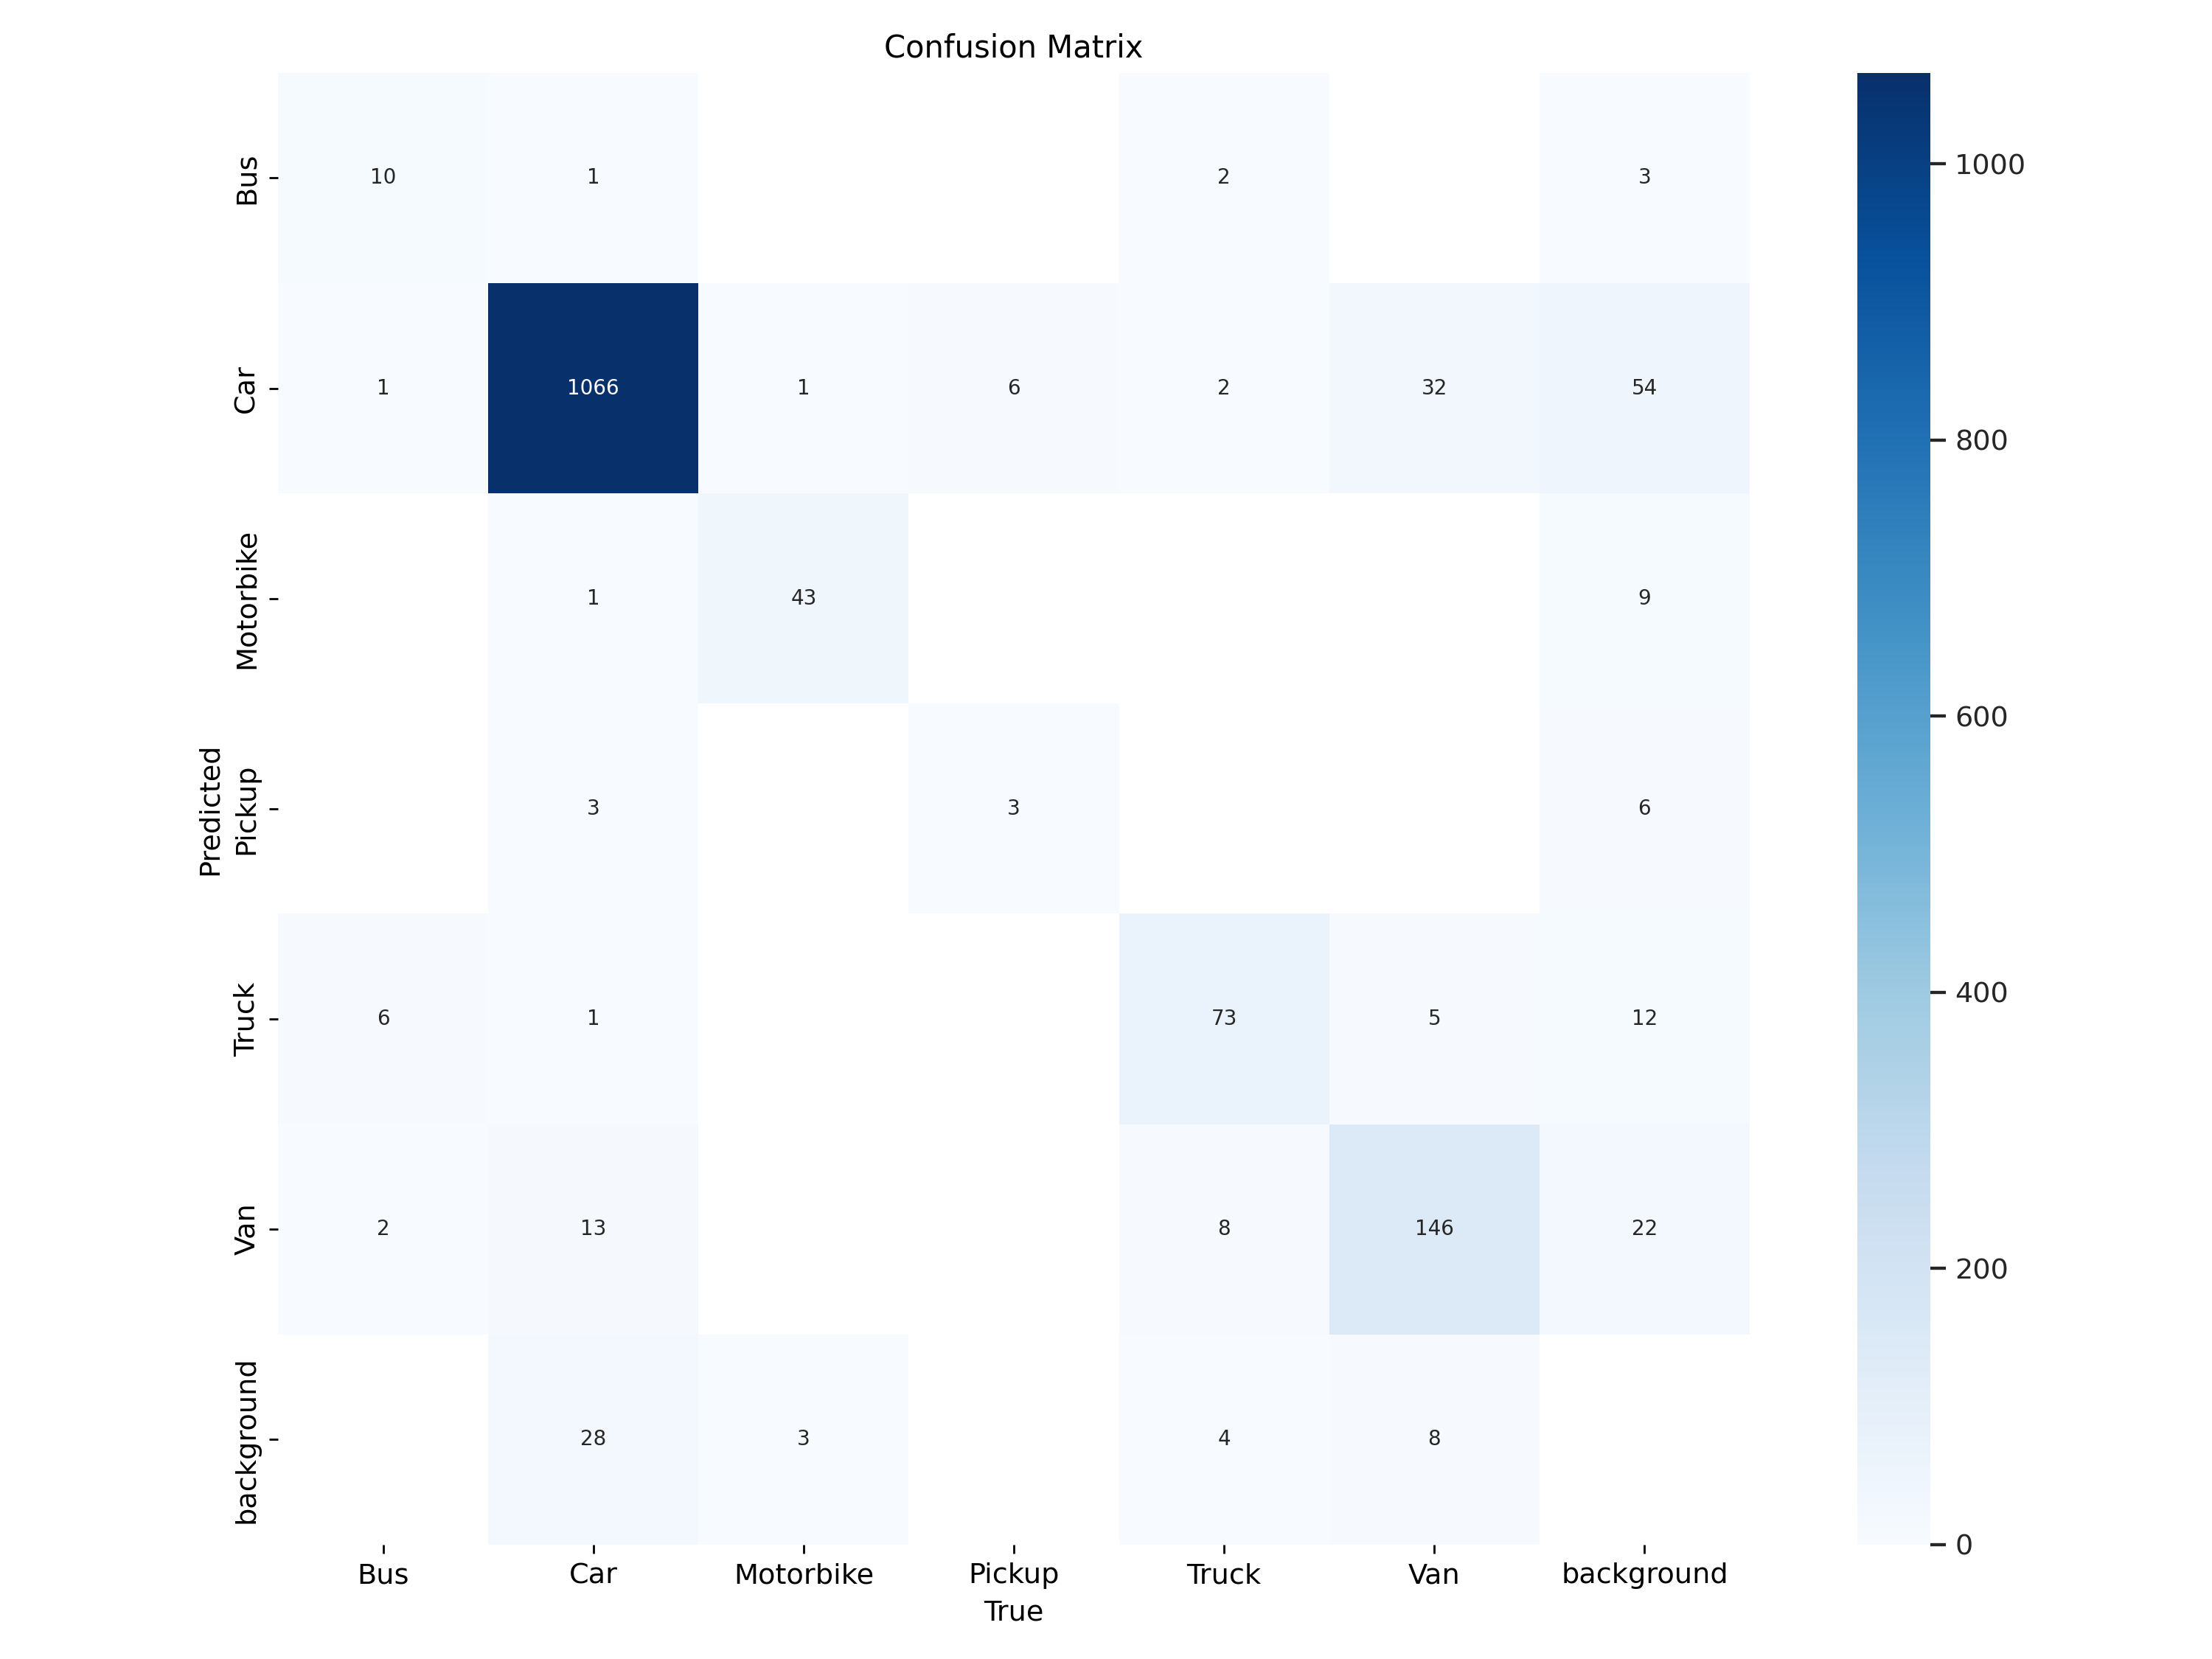 Confusion Matrix
Predicted
Bus 10 1 2 3
Car 1 1066 1 6 2 32 54
Motorbike 1 43 9
Pickup 3 3 6
Truck 6 1 73 5 12
Van 2 13 8 146 22
background 28 3 4 8
Bus Car Motorbike Pickup Truck Van background
True
1000
800
600
400
200
0